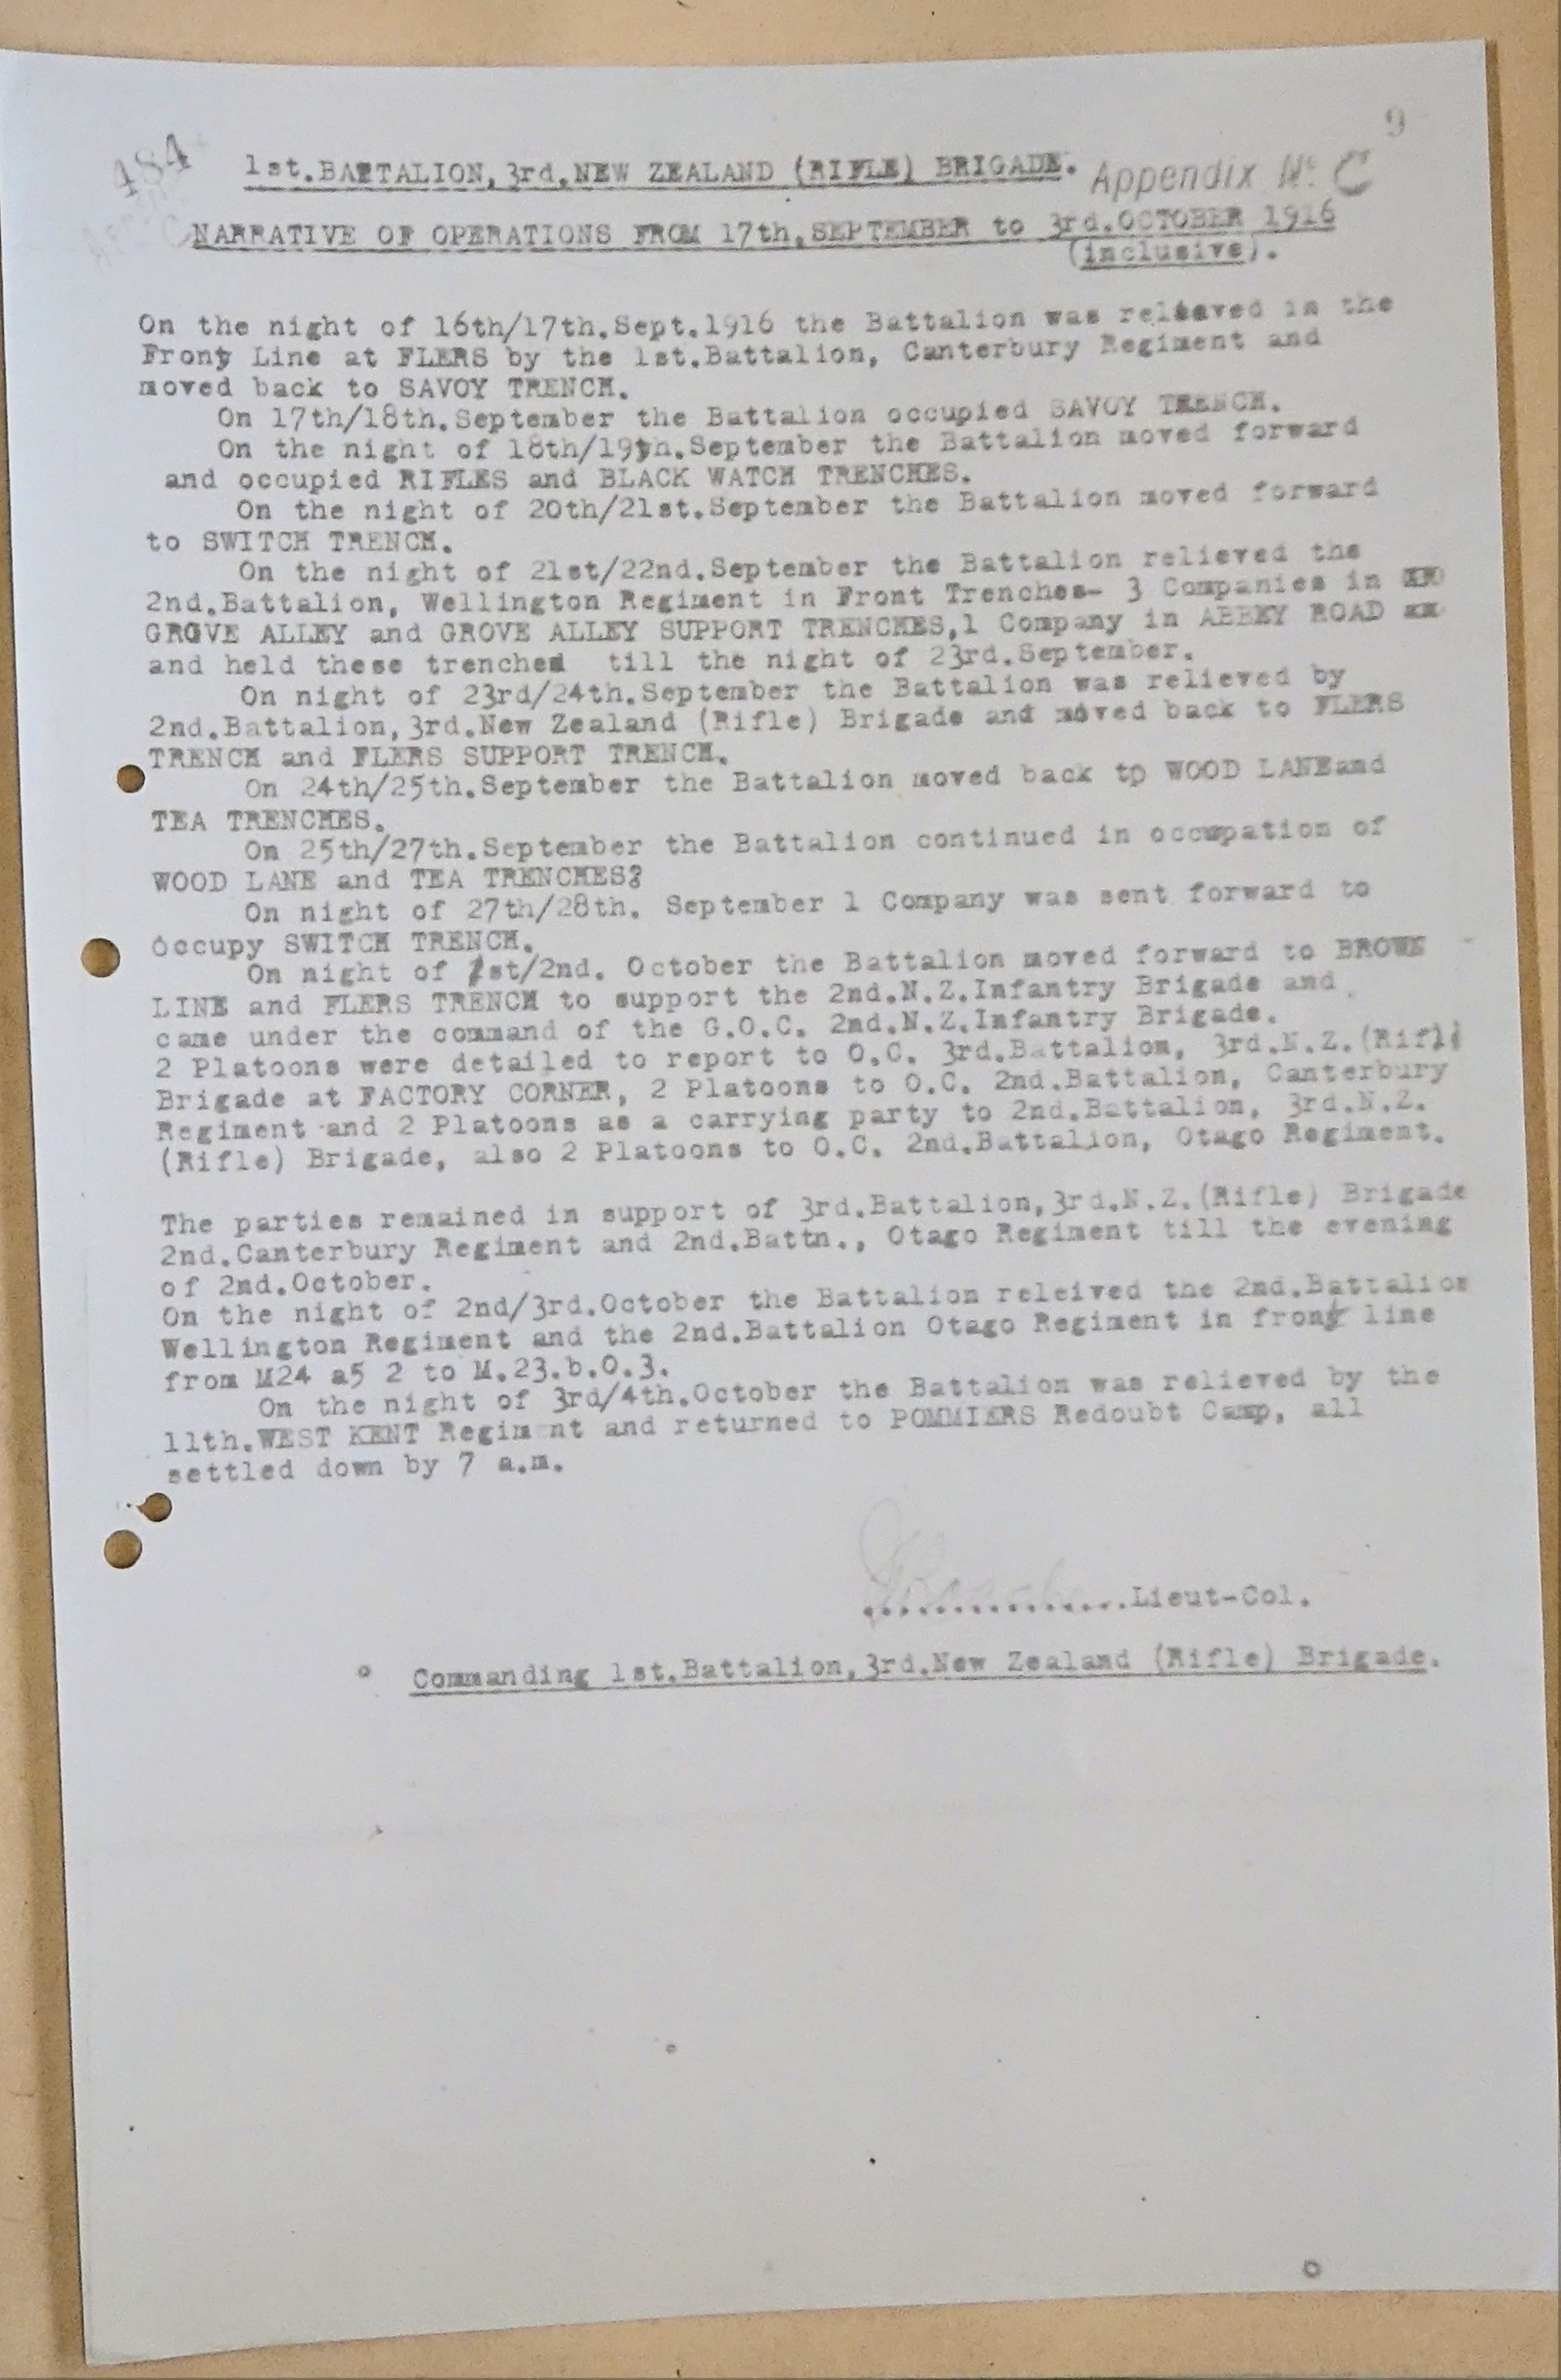 9
484
1st.BATTALION, 3rd.NEW ZEALAND (RIFLE) BRIGADE.
Appendix No C
NARRATIVE OF OPERATIONS FROM 17th.SEPTEMBER to 3rd.OCTOBER 1916
(inclusive).
On the night of 16th/17th.Sept.1916 the Battalion was releaved in the
Front Line at FLERS by the 1st.Battalion, Canterbury Regiment and
moved back to SAVOY TRENCH.
On 17th/18th.September the Battalion occupied SAVOY TRENCH.
On the night of 18th/19th.September the Battalion moved forward
and occupied RIFLES and BLACK WATCH TRENCHES.
On the night of 20th/21st.September the Battalion moved forward
to SWITCH TRENCH.
On the night of 21st/22nd.September the Battalion relieved the
2nd.Battalion, Wellington Regiment in Front Trenches- 3 Companies in
GROVE ALLEY and GROVE ALLEY SUPPORT TRENCHES,1 Company in ABBEY ROAD xx
and held these trenched till the night of 23rd.September.
On night of 23rd/24th.September the Battalion was relieved by
2nd.Battalion,3rd.New Zealand (Rifle) Brigade and moved back to FLERS
TRENCH and FLERS SUPPORT TRENCH.
On 24th/25th.September the Battalion moved back to WOOD LANEand
TEA TRENCHES.
On 25th/27th.September the Battalion continued in occupation of
WOOD LANE and TEA TRENCHES?
On night of 27th/28th. September 1 Company was sent forward to
occupy SWITCH TRENCH.
On night of 1st/2nd. October the Battalion moved forward to BROWN
LINE and FLERS TRENCH to support the 2nd.N.Z.Infantry Brigade and
came under the command of the G.O.C. 2nd.N.Z.Infantry Brigade.
2 Platoons were detailed to report to O.C. 3rd.Battalion, 3rd.N.Z.(Rifle
Brigade at FACTORY CORNER, 2 Platoons to O.C. 2nd.Battalion, Canterbury
Regiment and 2 Platoons as a carrying party to 2nd.Battalion, 3rd.N.Z.
(Rifle) Brigade, also 2 Platoons to O.C. 2nd.Battalion, Otago Regiment.
The parties remained in support of 3rd.Battalion,3rd.N.Z.(Rifle) Brigade
2nd.Canterbury Regiment and 2nd.Battn., Otago Regiment till the evening
of 2nd.October.
On the night of 2nd/3rd.October the Battalion releived the 2nd.Battalion
Wellington Regiment and the 2nd.Battalion Otago Regiment in front line
from M24 a5 2 to M.23.b.0.3.
On the night of 3rd/4th.October the Battalion was relieved by the
11th.WEST KENT Regim nt and returned to POMMIERS Redoubt Camp, all
settled down by 7 a.m.
................Lieut-Col.
Commanding 1st.Battalion,3rd.New Zealand (Rifle) Brigade.